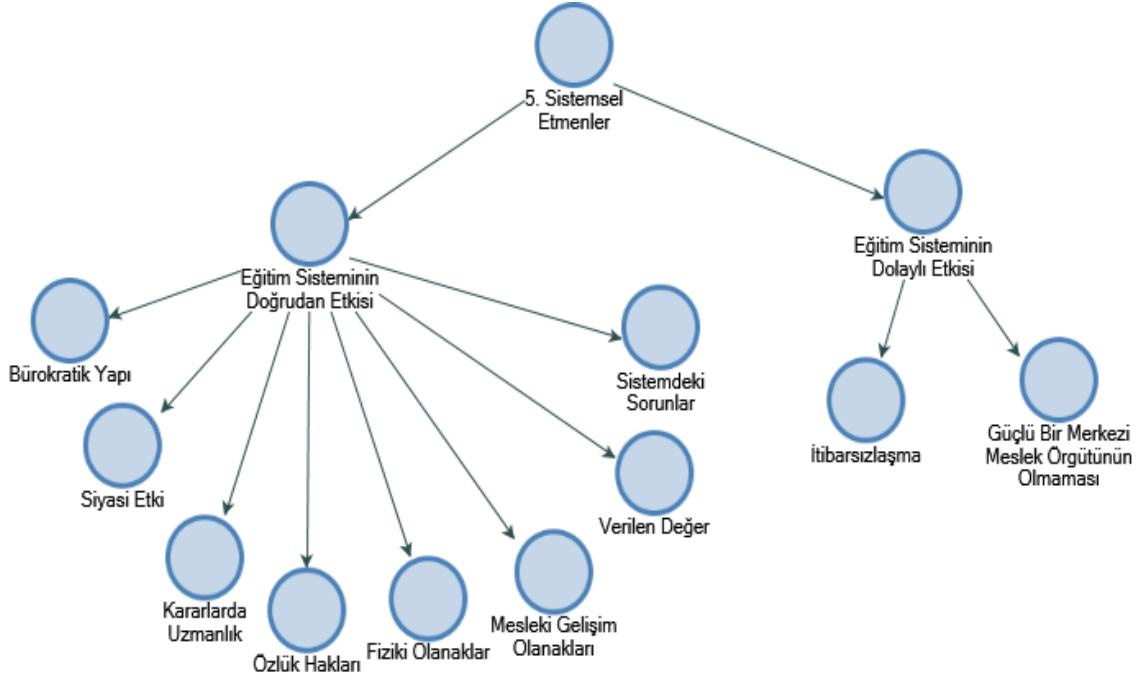 5. Sistemsel
Etmenler
Eğitim Sisteminin
Doğrudan Etkisi
Eğitim Sisteminin
Dolaylı Etkisi
Bürokratik Yapı
Siyasi Etki
Kararlarda
Uzmanlık
Özlük Hakları
Fiziki Olanaklar
Mesleki Gelişim
Olanakları
Verilen Değer
Sistemdeki
Sorunlar
İtibarsızlaşma
Güçlü Bir Merkezi
Meslek Örgütünün
Olmaması